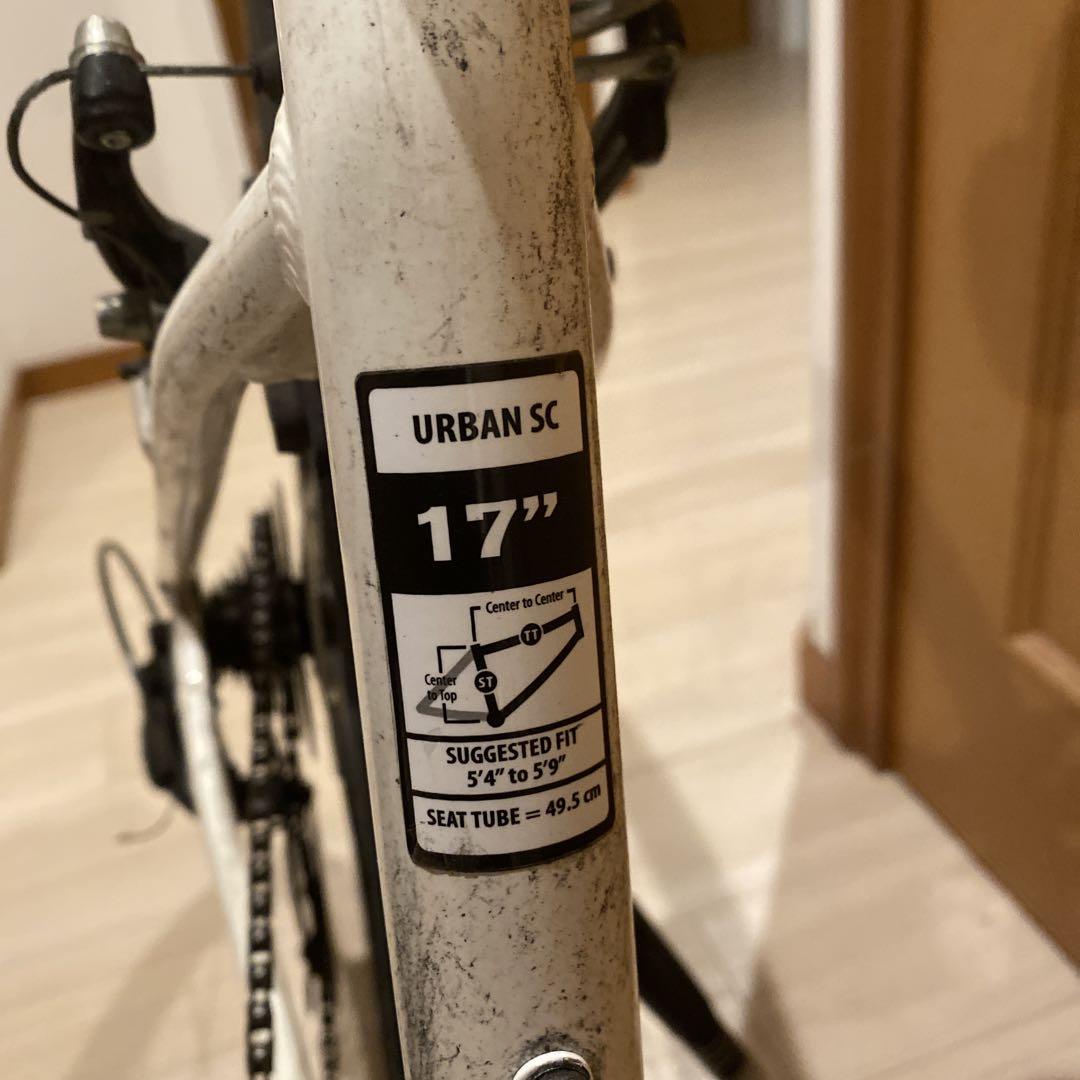 URBAN SC
17”
Center to Center
TT
ST
Center
to Top
SUGGESTED FIT
5’4” to 5’9”
SEAT TUBE = 49.5 cm